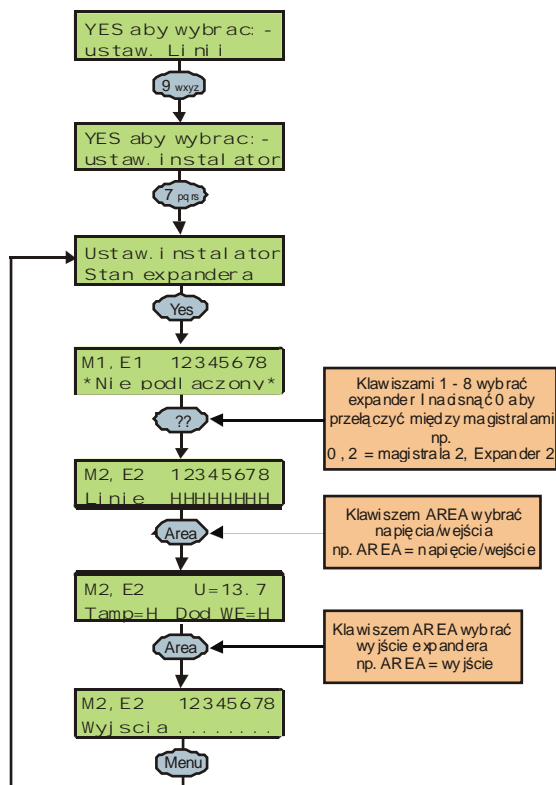 YES aby wybrac: -
ustaw. Linii
9 wxyz
YES aby wybrac: -
ustaw. instalator
7 pqrs
Ustaw. instalator
Stan expandera
Yes
M1, E1 12345678
*Nie podlaczony*
Klawiszami 1 - 8 wybrać
expander I nacisnąć 0 aby
przełączyć między magistralami
np.
0 , 2 = magistrala 2, Expander 2
??
M2, E2 12345678
Linie HHHHHHHH
Klawiszem AREA wybrać
napięcia/wejścia
np. AREA = napięcie/wejście
Area
M2, E2 U=13. 7
Tamp=H Dod WE=H
Klawiszem AREA wybrać
wyjście expandera
np. AREA = wyjście
Area
M2, E2 12345678
Wyjscia ........
Menu